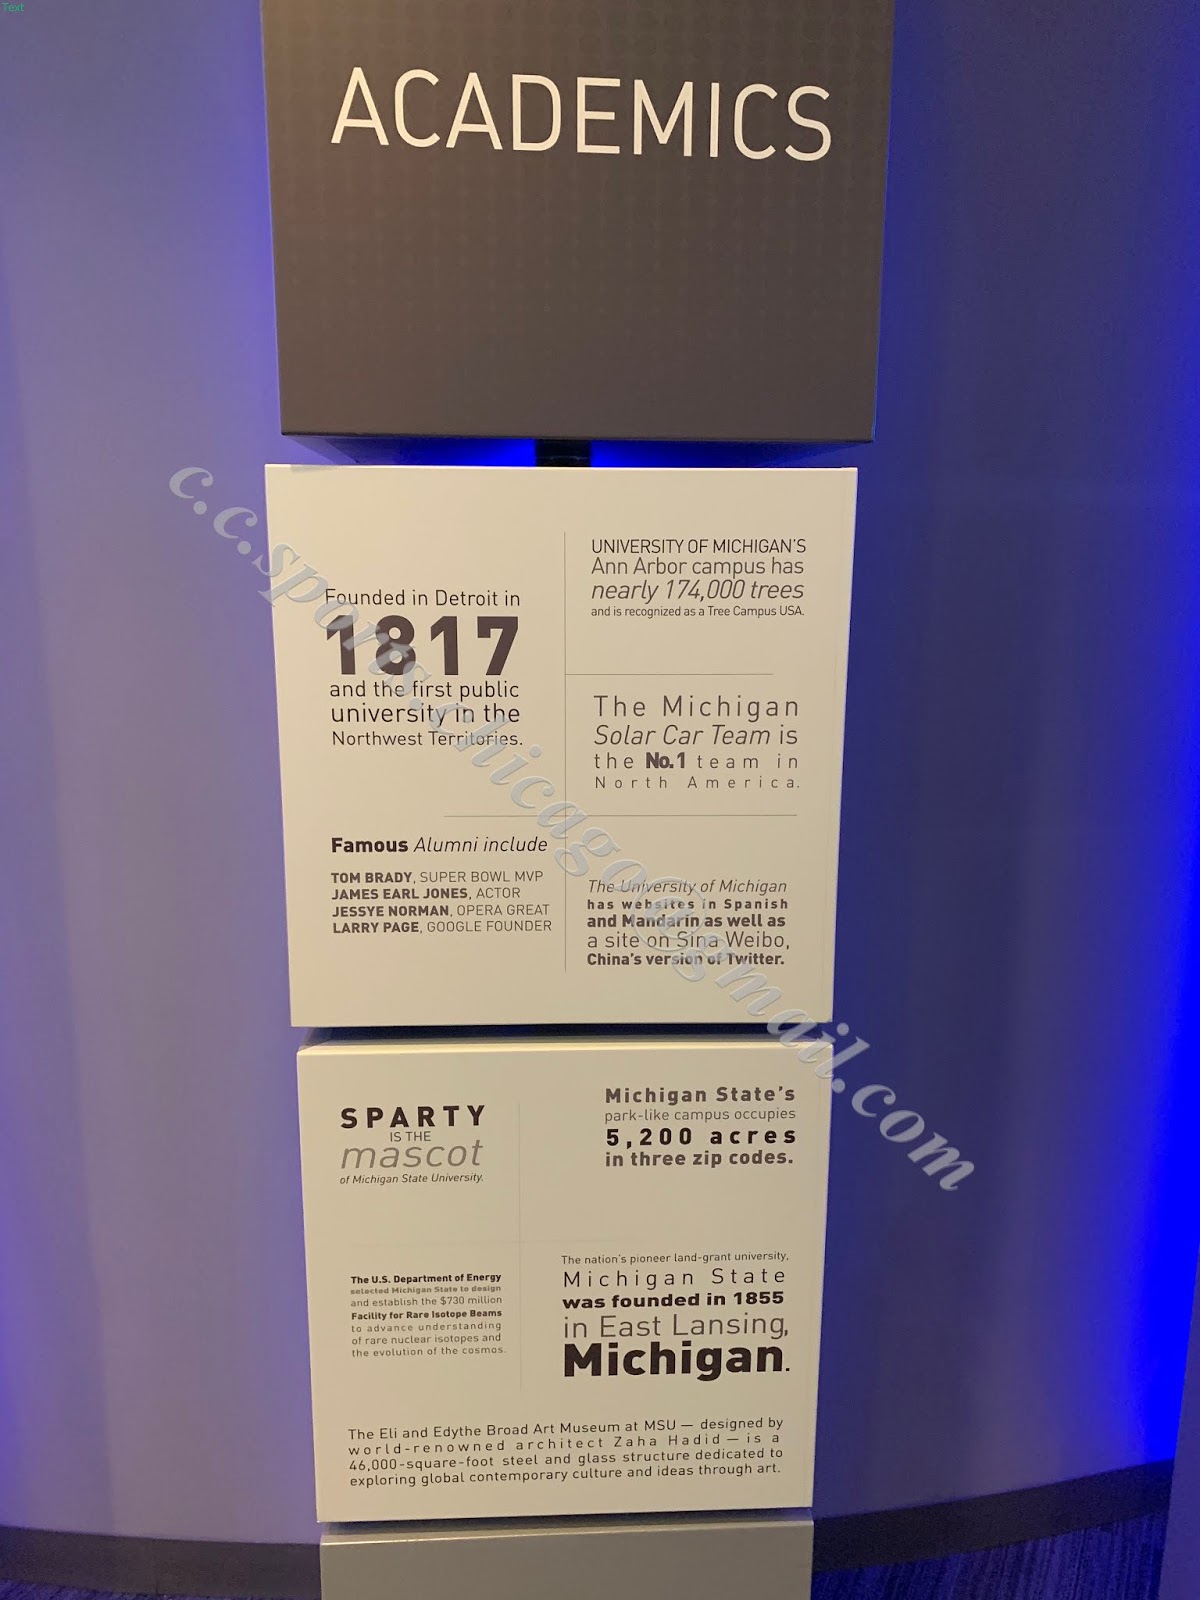 Text
ACADEMICS
Founded in Detroit in
1817
and the first public
university in the
Northwest Territories.
UNIVERSITY OF MICHIGAN'S
Ann Arbor campus has
nearly 174,000 trees
and is recognized as a Tree Campus USA.
The Michigan
Solar Car Team is
the No.1 team in
North America.
Famous Alumni include
TOM BRADY, SUPER BOWL MVP
JAMES EARL JONES, ACTOR
JESSYE NORMAN, OPERA GREAT
LARRY PAGE, GOOGLE FOUNDER
The University of Michigan
has websites in Spanish
and Mandarin as well as
a site on Sina Weibo,
China's version of Twitter.
c.c.sports.chicago@gmail.com
SPARTY
IS THE
mascot
of Michigan State University.
Michigan State's
park-like campus occupies
5,200 acres
in three zip codes.
The U.S. Department of Energy
selected Michigan State to design
and establish the $730 million
Facility for Rare Isotope Beams
to advance understanding
of rare nuclear isotopes and
the evolution of the cosmos.
The nation's pioneer land-grant university,
Michigan State
was founded in 1855
in East Lansing,
Michigan.
The Eli and Edythe Broad Art Museum at MSU — designed by
world-renowned architect Zaha Hadid — is a
46,000-square-foot steel and glass structure dedicated to
exploring global contemporary culture and ideas through art.